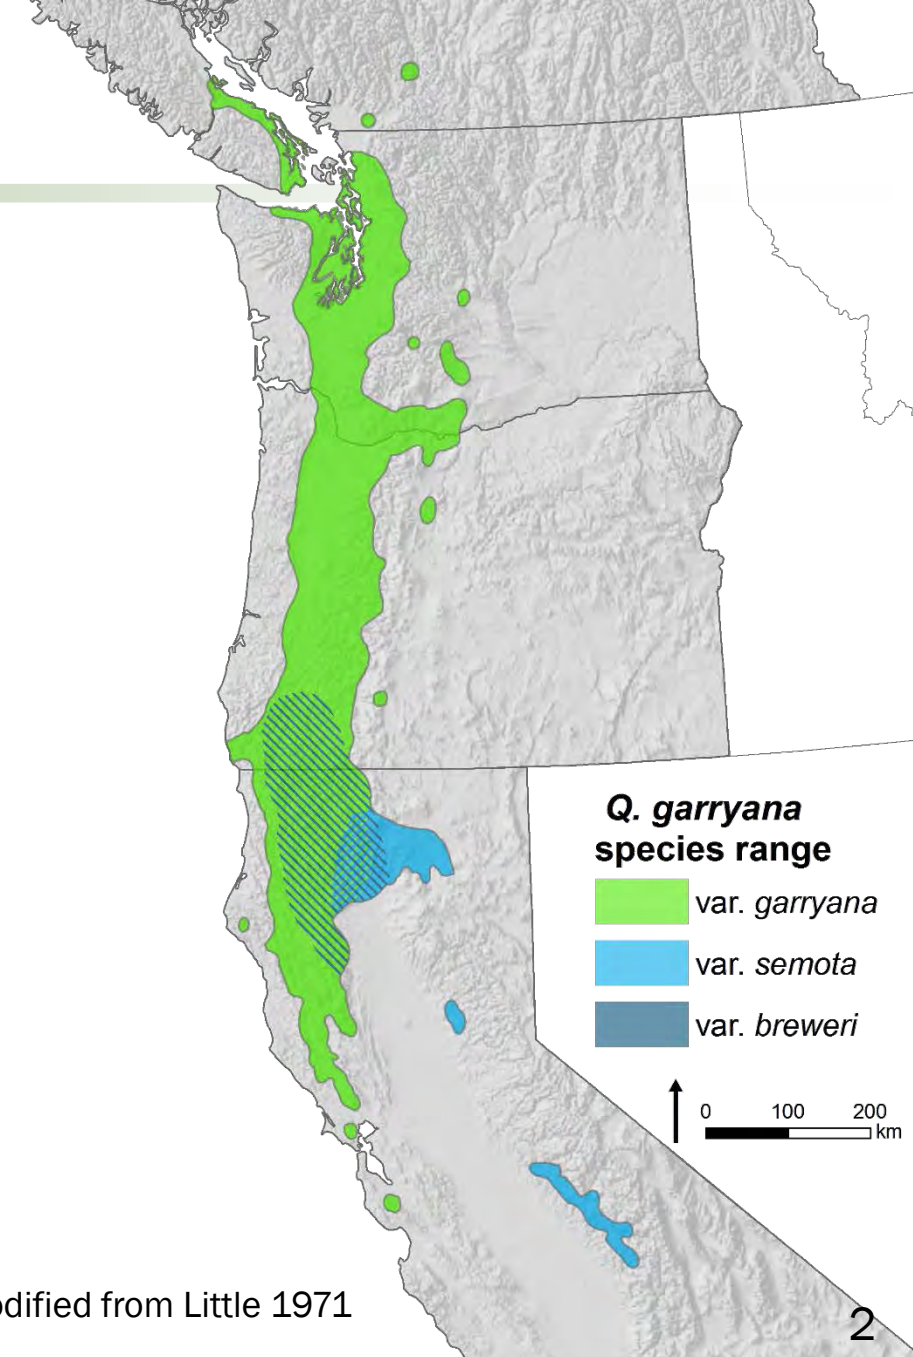 Q. garryana
species range
var. garryana
var. semota
var. breweri
0 100 200
km
odified from Little 1971
2